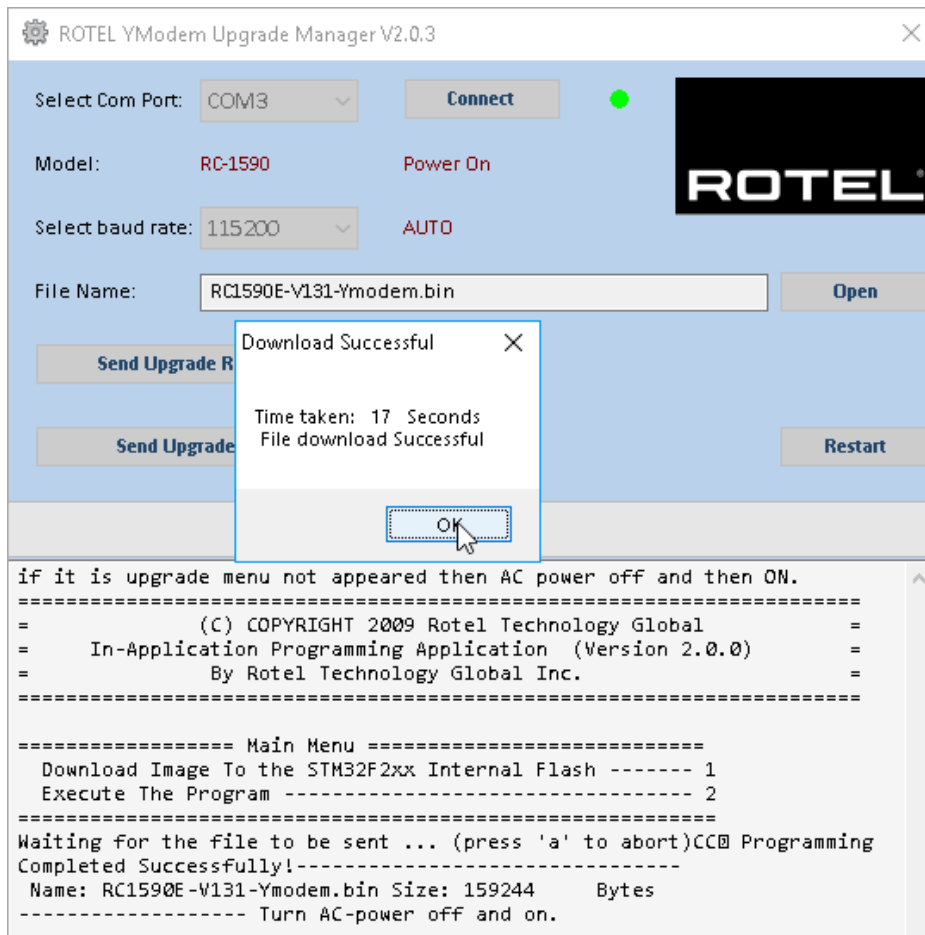 ROTEL YModem Upgrade Manager V2.0.3
Select Com Port: COM3 Connect
ROTEL®
Model: RC-1590 Power On
Select baud rate: 115200 AUTO
File Name: RC1590E-V131-Ymodem.bin Open
Download Successful
Send Upgrade
Time taken: 17 Seconds
File download Successful
Send Upgrade Restart
OK
if it is upgrade menu not appeared then AC power off and then ON.
======================================================================
= (C) COPYRIGHT 2009 Rotel Technology Global =
= In-Application Programming Application (Version 2.0.0) =
= By Rotel Technology Global Inc. =
======================================================================
================== Main Menu ============================
Download Image To the STM32F2xx Internal Flash ------- 1
Execute The Program ---------------------------------- 2
==========================================================
Waiting for the file to be sent ... (press 'a' to abort)CC Programming
Completed Successfully!--------------------------------
Name: RC1590E-V131-Ymodem.bin Size: 159244 Bytes
------------------- Turn AC-power off and on.